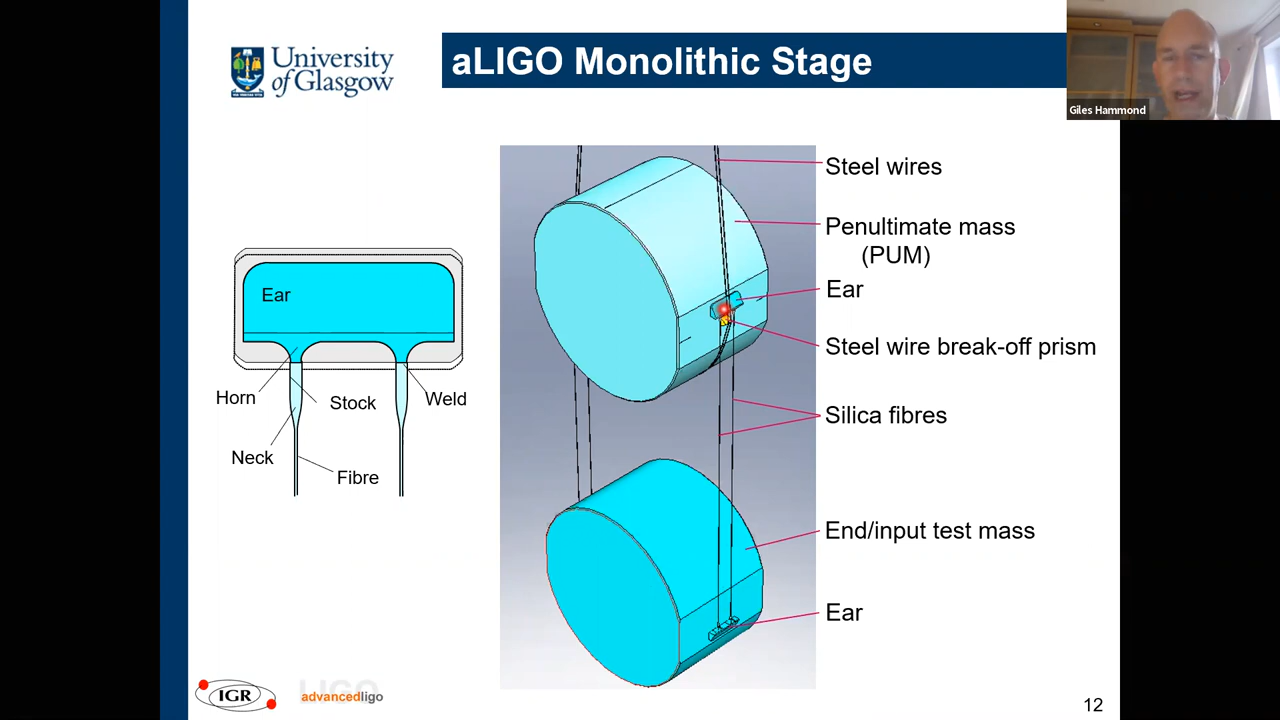 University
of Glasgow
aLIGO Monolithic Stage
Giles Hammond
Steel wires
Penultimate mass
(PUM)
Ear
Steel wire break-off prism
Silica fibres
End/input test mass
Ear
Ear
Horn
Stock
Weld
Neck
Fibre
IGR
LIGO
advancedligo
12